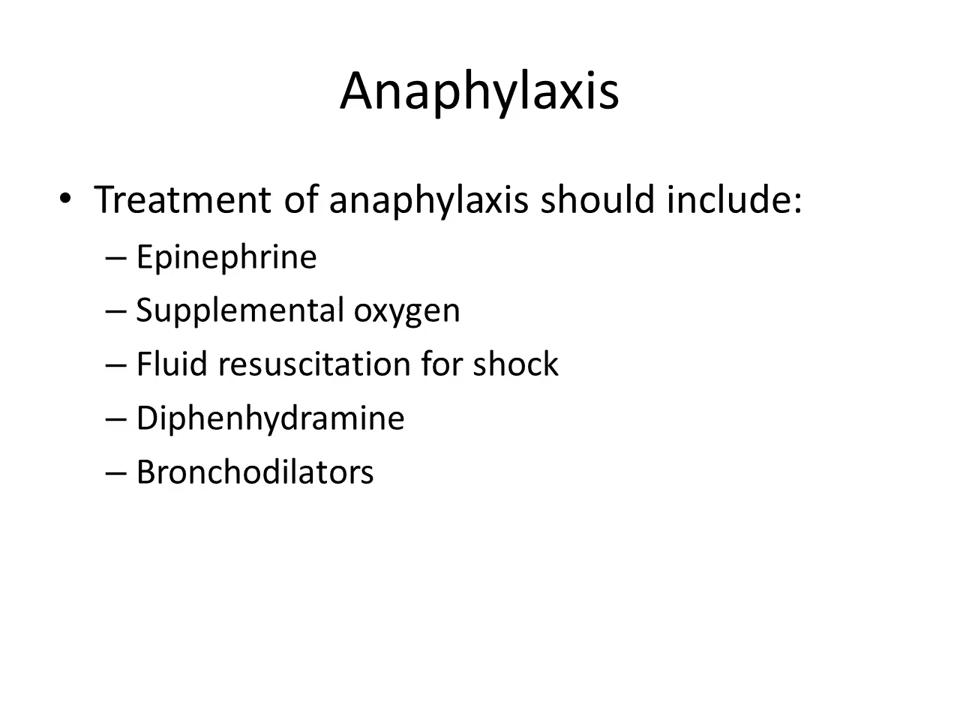 Anaphylaxis
• Treatment of anaphylaxis should include:
– Epinephrine
– Supplemental oxygen
– Fluid resuscitation for shock
– Diphenhydramine
– Bronchodilators